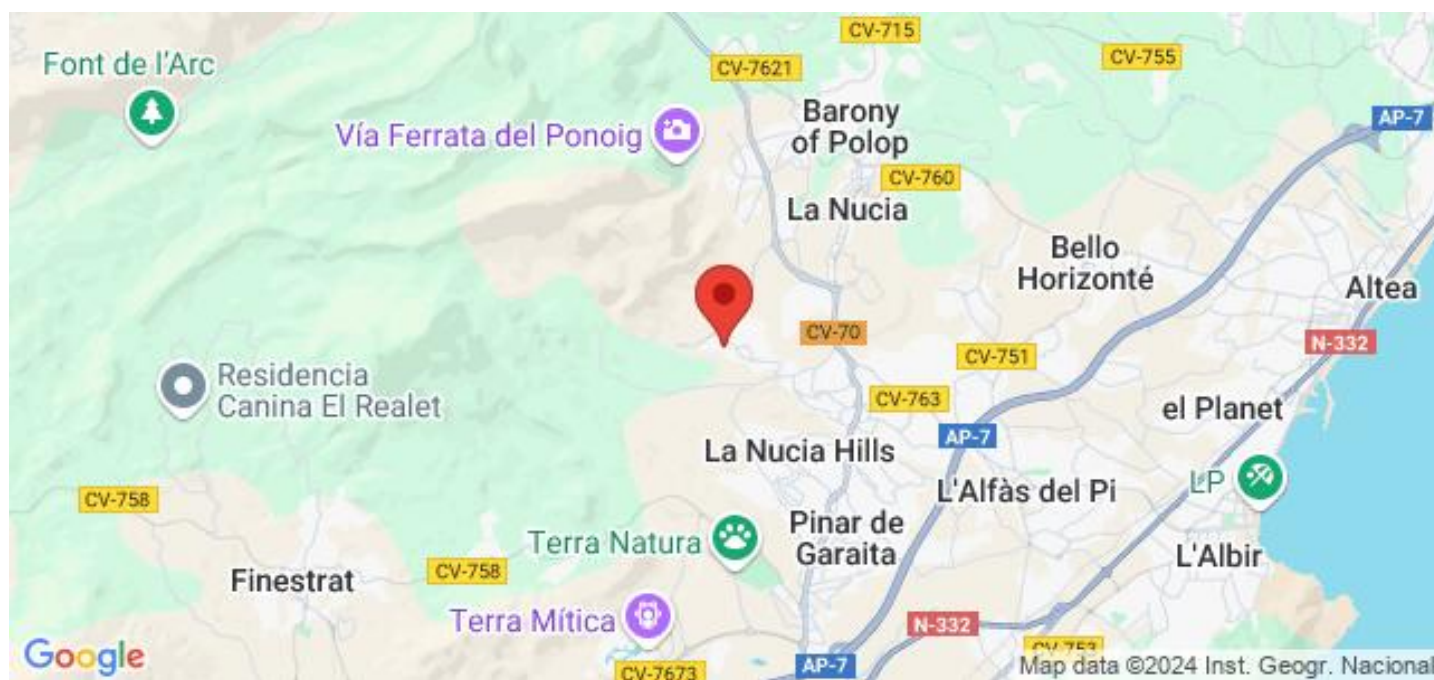 CV-715
Font de l'Arc
CV-7621
CV-755
Barony
of Polop
AP-7
Vía Ferrata del Ponoig
CV-760
La Nucia
Bello
Horizonté
Altea
CV-70
N-332
CV-751
Residencia
Canina El Realet
CV-763
el Planet
AP-7
La Nucia Hills
LP
L'Alfàs del Pi
CV-758
Pinar de
Garaita
Terra Natura
L'Albir
CV-758
Finestrat
Terra Mítica
N-332
CV-753
Google
CV-7673
AP-7
Map data ©2024 Inst. Geogr. Nacional